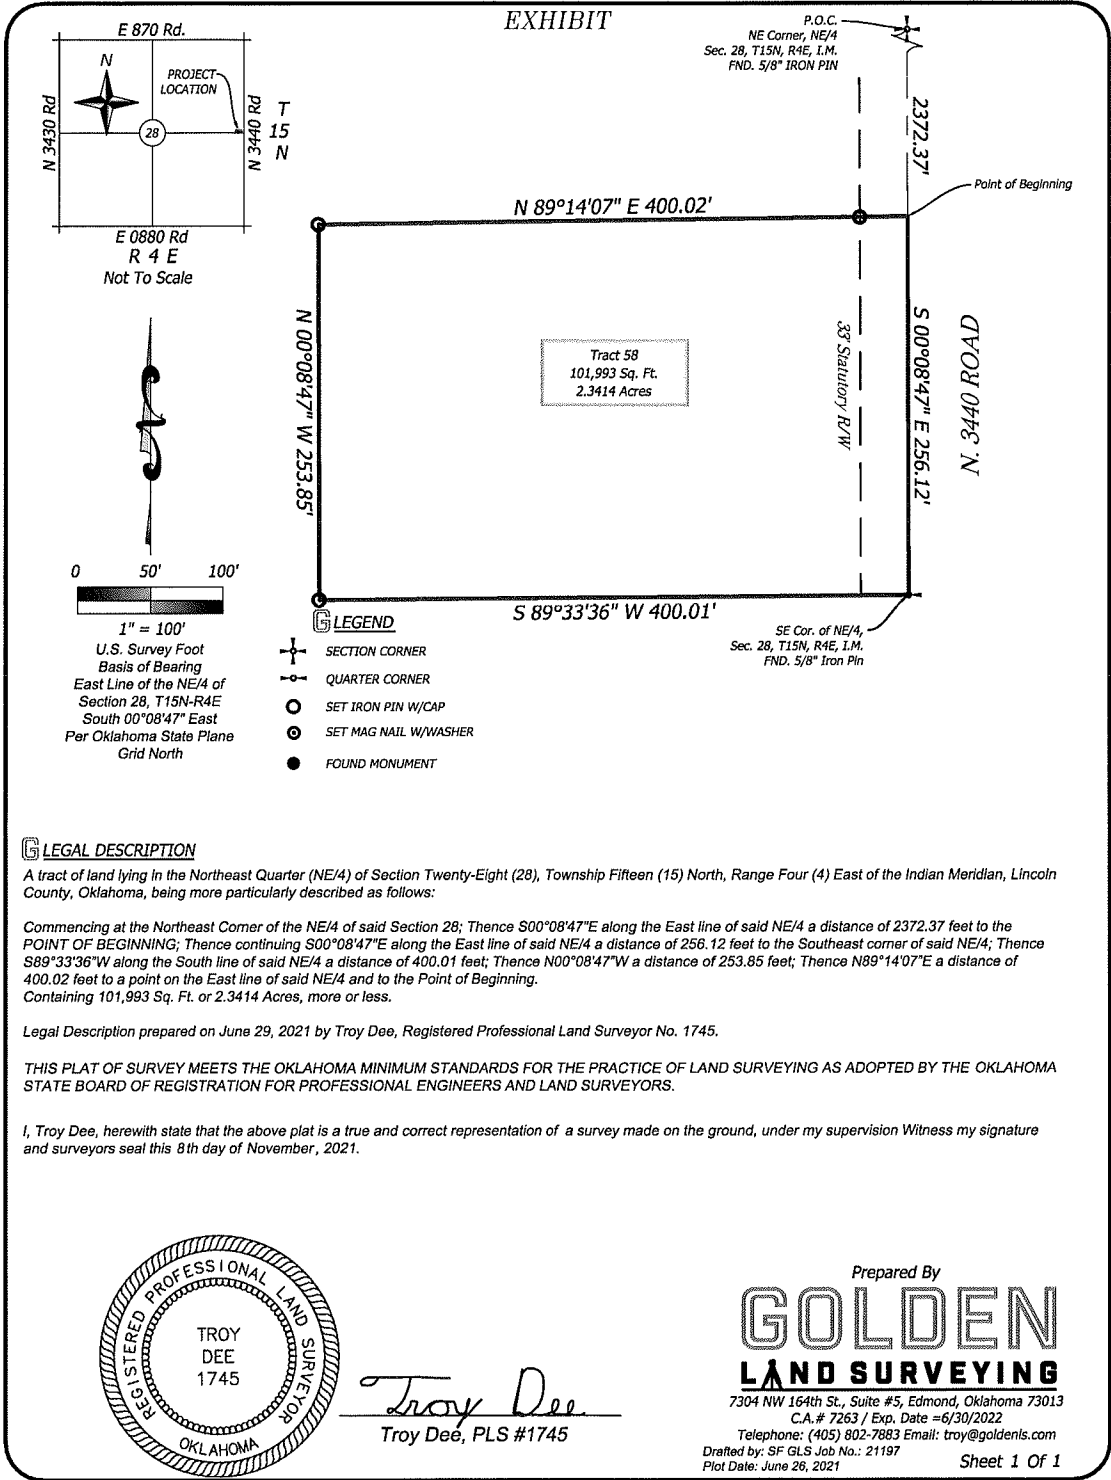 EXHIBIT
E 870 Rd.
N
PROJECT
LOCATION
N 3430 Rd
28
N 3440 Rd
T
15
N
E 0880 Rd
R 4 E
Not To Scale
P.O.C.
NE Corner, NE/4
Sec. 28, T15N, R4E, I.M.
FND. 5/8" IRON PIN
2372.37'
Point of Beginning
N 89°14'07" E 400.02'
N 00°08'47" W 253.85'
Tract 58
101,993 Sq. Ft.
2.3414 Acres
33' Statutory R/W
S 00°08'47" E 256.12'
N. 3440 ROAD
S 89°33'36" W 400.01'
SE Cor. of NE/4,
Sec. 28, T15N, R4E, I.M.
FND. 5/8" Iron Pin
0 50' 100'
1" = 100'
U.S. Survey Foot
Basis of Bearing
East Line of the NE/4 of
Section 28, T15N-R4E
South 00°08'47" East
Per Oklahoma State Plane
Grid North
G LEGEND
SECTION CORNER
QUARTER CORNER
SET IRON PIN W/CAP
SET MAG NAIL W/WASHER
FOUND MONUMENT
G LEGAL DESCRIPTION
A tract of land lying in the Northeast Quarter (NE/4) of Section Twenty-Eight (28), Township Fifteen (15) North, Range Four (4) East of the Indian Meridian, Lincoln
County, Oklahoma, being more particularly described as follows:
Commencing at the Northeast Corner of the NE/4 of said Section 28; Thence S00°08'47"E along the East line of said NE/4 a distance of 2372.37 feet to the
POINT OF BEGINNING; Thence continuing S00°08'47"E along the East line of said NE/4 a distance of 256.12 feet to the Southeast corner of said NE/4; Thence
S89°33'36"W along the South line of said NE/4 a distance of 400.01 feet; Thence N00°08'47"W a distance of 253.85 feet; Thence N89°14'07"E a distance of
400.02 feet to a point on the East line of said NE/4 and to the Point of Beginning.
Containing 101,993 Sq. Ft. or 2.3414 Acres, more or less.
Legal Description prepared on June 29, 2021 by Troy Dee, Registered Professional Land Surveyor No. 1745.
THIS PLAT OF SURVEY MEETS THE OKLAHOMA MINIMUM STANDARDS FOR THE PRACTICE OF LAND SURVEYING AS ADOPTED BY THE OKLAHOMA
STATE BOARD OF REGISTRATION FOR PROFESSIONAL ENGINEERS AND LAND SURVEYORS.
I, Troy Dee, herewith state that the above plat is a true and correct representation of a survey made on the ground, under my supervision Witness my signature
and surveyors seal this 8th day of November, 2021.
REGISTERED PROFESSIONAL LAND SURVEYOR
TROY
DEE
1745
OKLAHOMA
Troy Dee
Troy Dee, PLS #1745
Prepared By
GOLDEN
LAND SURVEYING
7304 NW 164th St., Suite #5, Edmond, Oklahoma 73013
C.A.# 7263 / Exp. Date =6/30/2022
Telephone: (405) 802-7883 Email: troy@goldenls.com
Drafted by: SF GLS Job No.: 21197
Plot Date: June 26, 2021
Sheet 1 Of 1